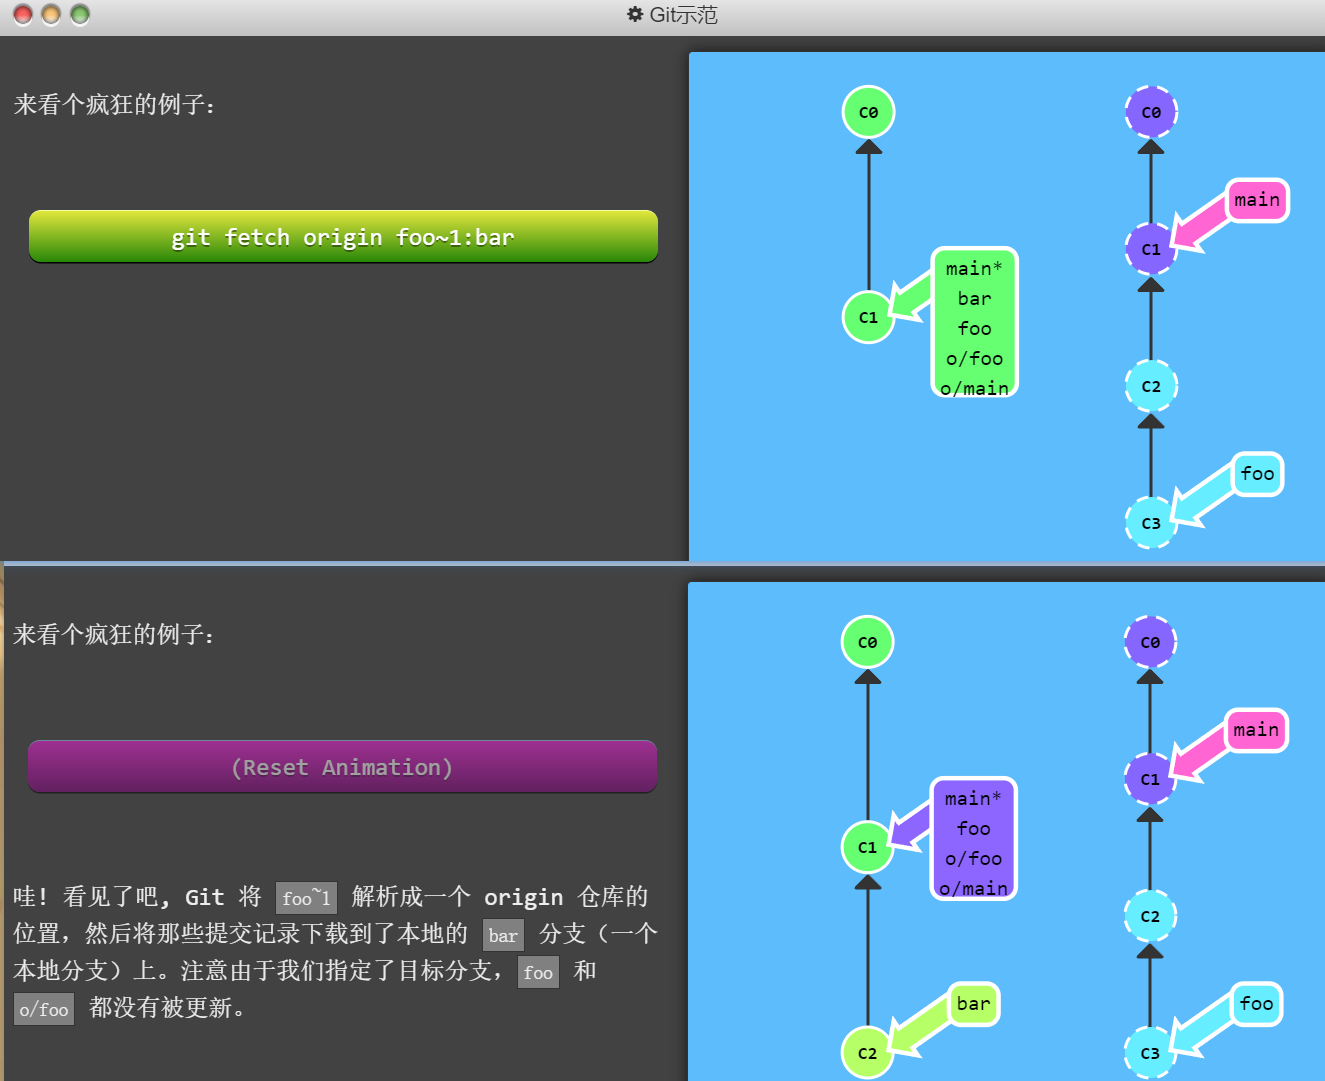 Git示范
来看个疯狂的例子：
git fetch origin foo~1:bar
C0
C1
main*
bar
foo
o/foo
o/main
C0
main
C1
C2
foo
C3
来看个疯狂的例子：
(Reset Animation)
哇! 看见了吧, Git 将 foo~1 解析成一个 origin 仓库的
位置，然后将那些提交记录下载到了本地的 bar 分支（一个
本地分支）上。注意由于我们指定了目标分支，foo 和
o/foo 都没有被更新。
C0
C1
main*
foo
o/foo
o/main
bar
C2
C0
main
C1
C2
foo
C3